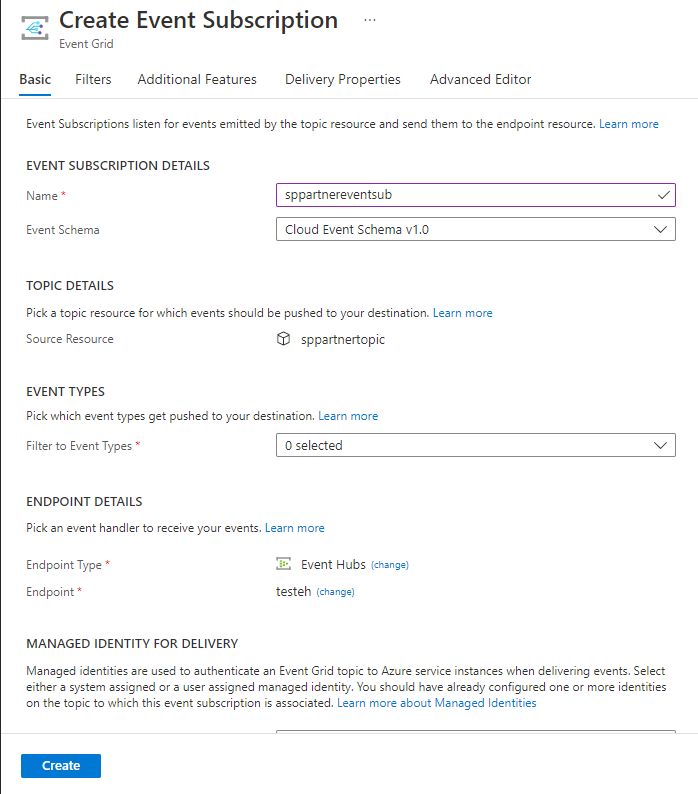 Create Event Subscription ...
Event Grid
Basic Filters Additional Features Delivery Properties Advanced Editor
Event Subscriptions listen for events emitted by the topic resource and send them to the endpoint resource. Learn more
EVENT SUBSCRIPTION DETAILS
Name * sppartnereventsub
Event Schema Cloud Event Schema v1.0
TOPIC DETAILS
Pick a topic resource for which events should be pushed to your destination. Learn more
Source Resource sppartnertopic
EVENT TYPES
Pick which event types get pushed to your destination. Learn more
Filter to Event Types * 0 selected
ENDPOINT DETAILS
Pick an event handler to receive your events. Learn more
Endpoint Type * Event Hubs (change)
Endpoint * testeh (change)
MANAGED IDENTITY FOR DELIVERY
Managed identities are used to authenticate an Event Grid topic to Azure service instances when delivering events. Select
either a system assigned or a user assigned managed identity. You should have already configured one or more identities
on the topic to which this event subscription is associated. Learn more about Managed Identities
Create